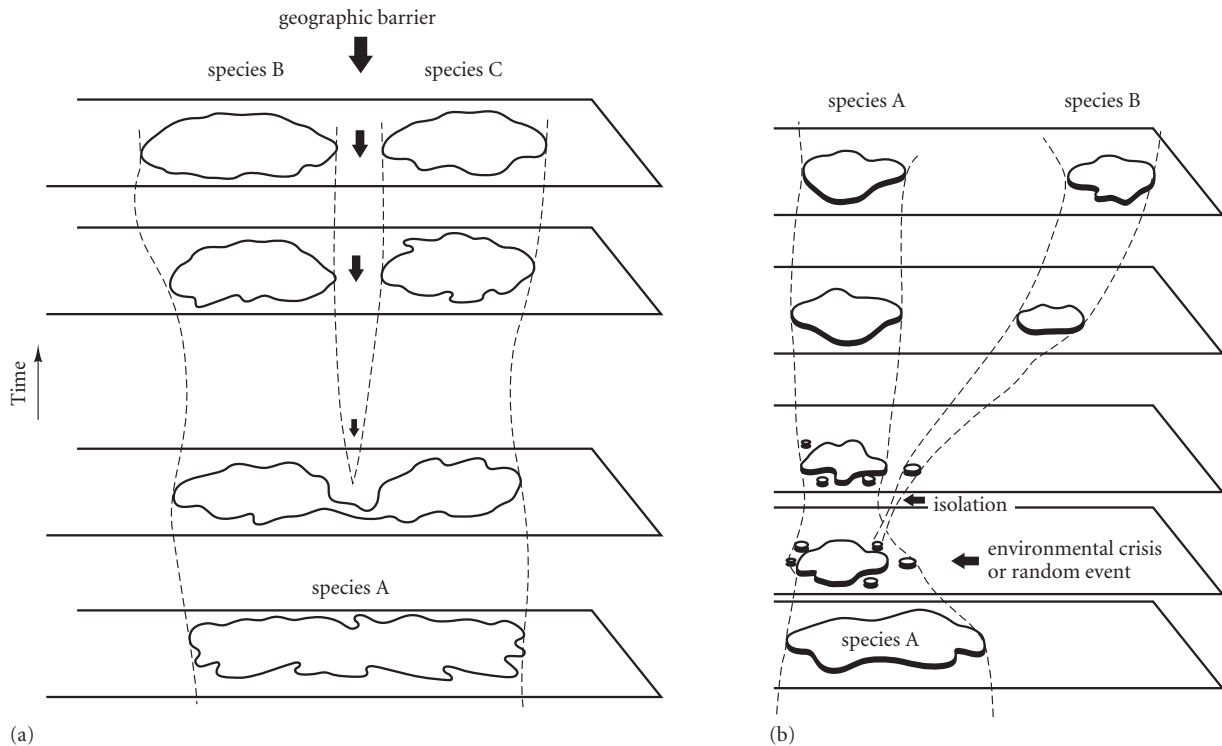 geographic barrier
species B
species C
Time
species A
(a)
species A
species B
isolation
environmental crisis
or random event
species A
(b)